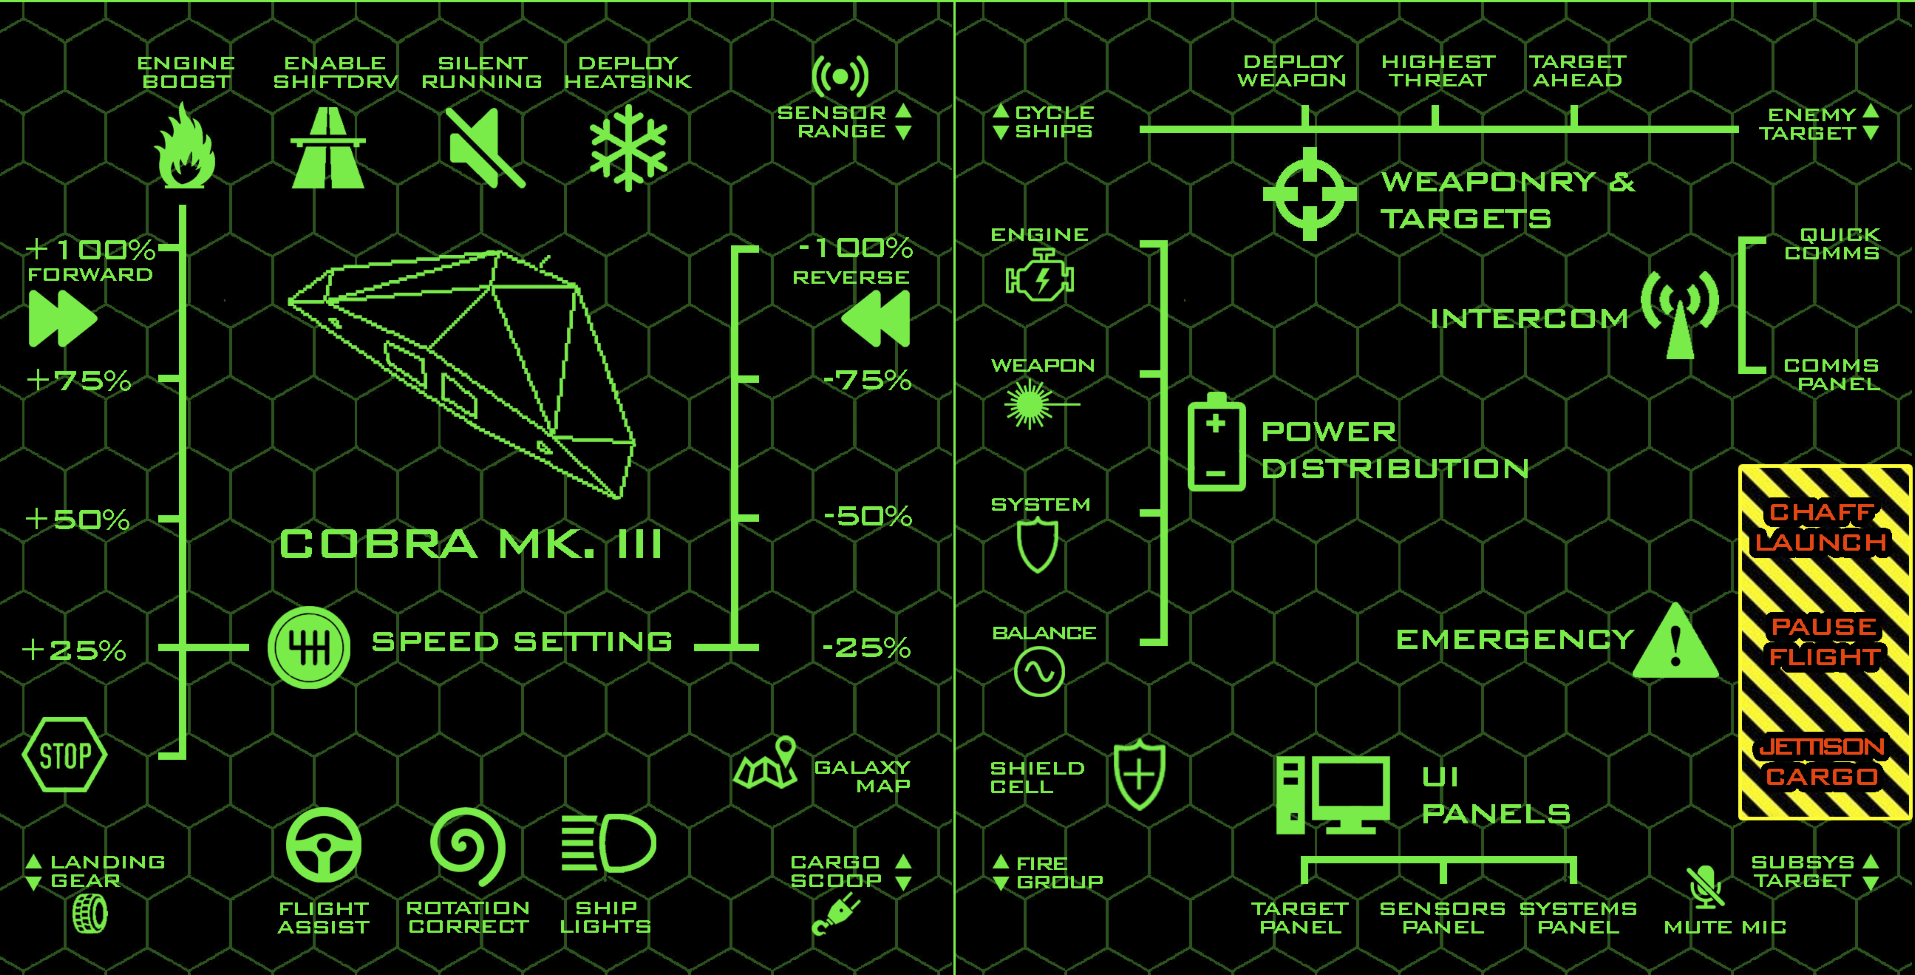 ENGINE
BOOST
ENABLE
SHIFTDRV
SILENT
RUNNING
DEPLOY
HEATSINK
SENSOR
RANGE
+100%
FORWARD
+75%
+50%
+25%
STOP
-100%
REVERSE
-75%
-50%
-25%
COBRA MK. III
SPEED SETTING
GALAXY
MAP
LANDING
GEAR
FLIGHT
ASSIST
ROTATION
CORRECT
SHIP
LIGHTS
CARGO
SCOOP
CYCLE
SHIPS
DEPLOY
WEAPON
HIGHEST
THREAT
TARGET
AHEAD
ENEMY
TARGET
WEAPONRY &
TARGETS
ENGINE
WEAPON
SYSTEM
BALANCE
POWER
DISTRIBUTION
INTERCOM
QUICK
COMMS
COMMS
PANEL
EMERGENCY
CHAFF
LAUNCH
PAUSE
FLIGHT
JETTISON
CARGO
SHIELD
CELL
UI
PANELS
FIRE
GROUP
TARGET
PANEL
SENSORS
PANEL
SYSTEMS
PANEL
MUTE MIC
SUBSYS
TARGET